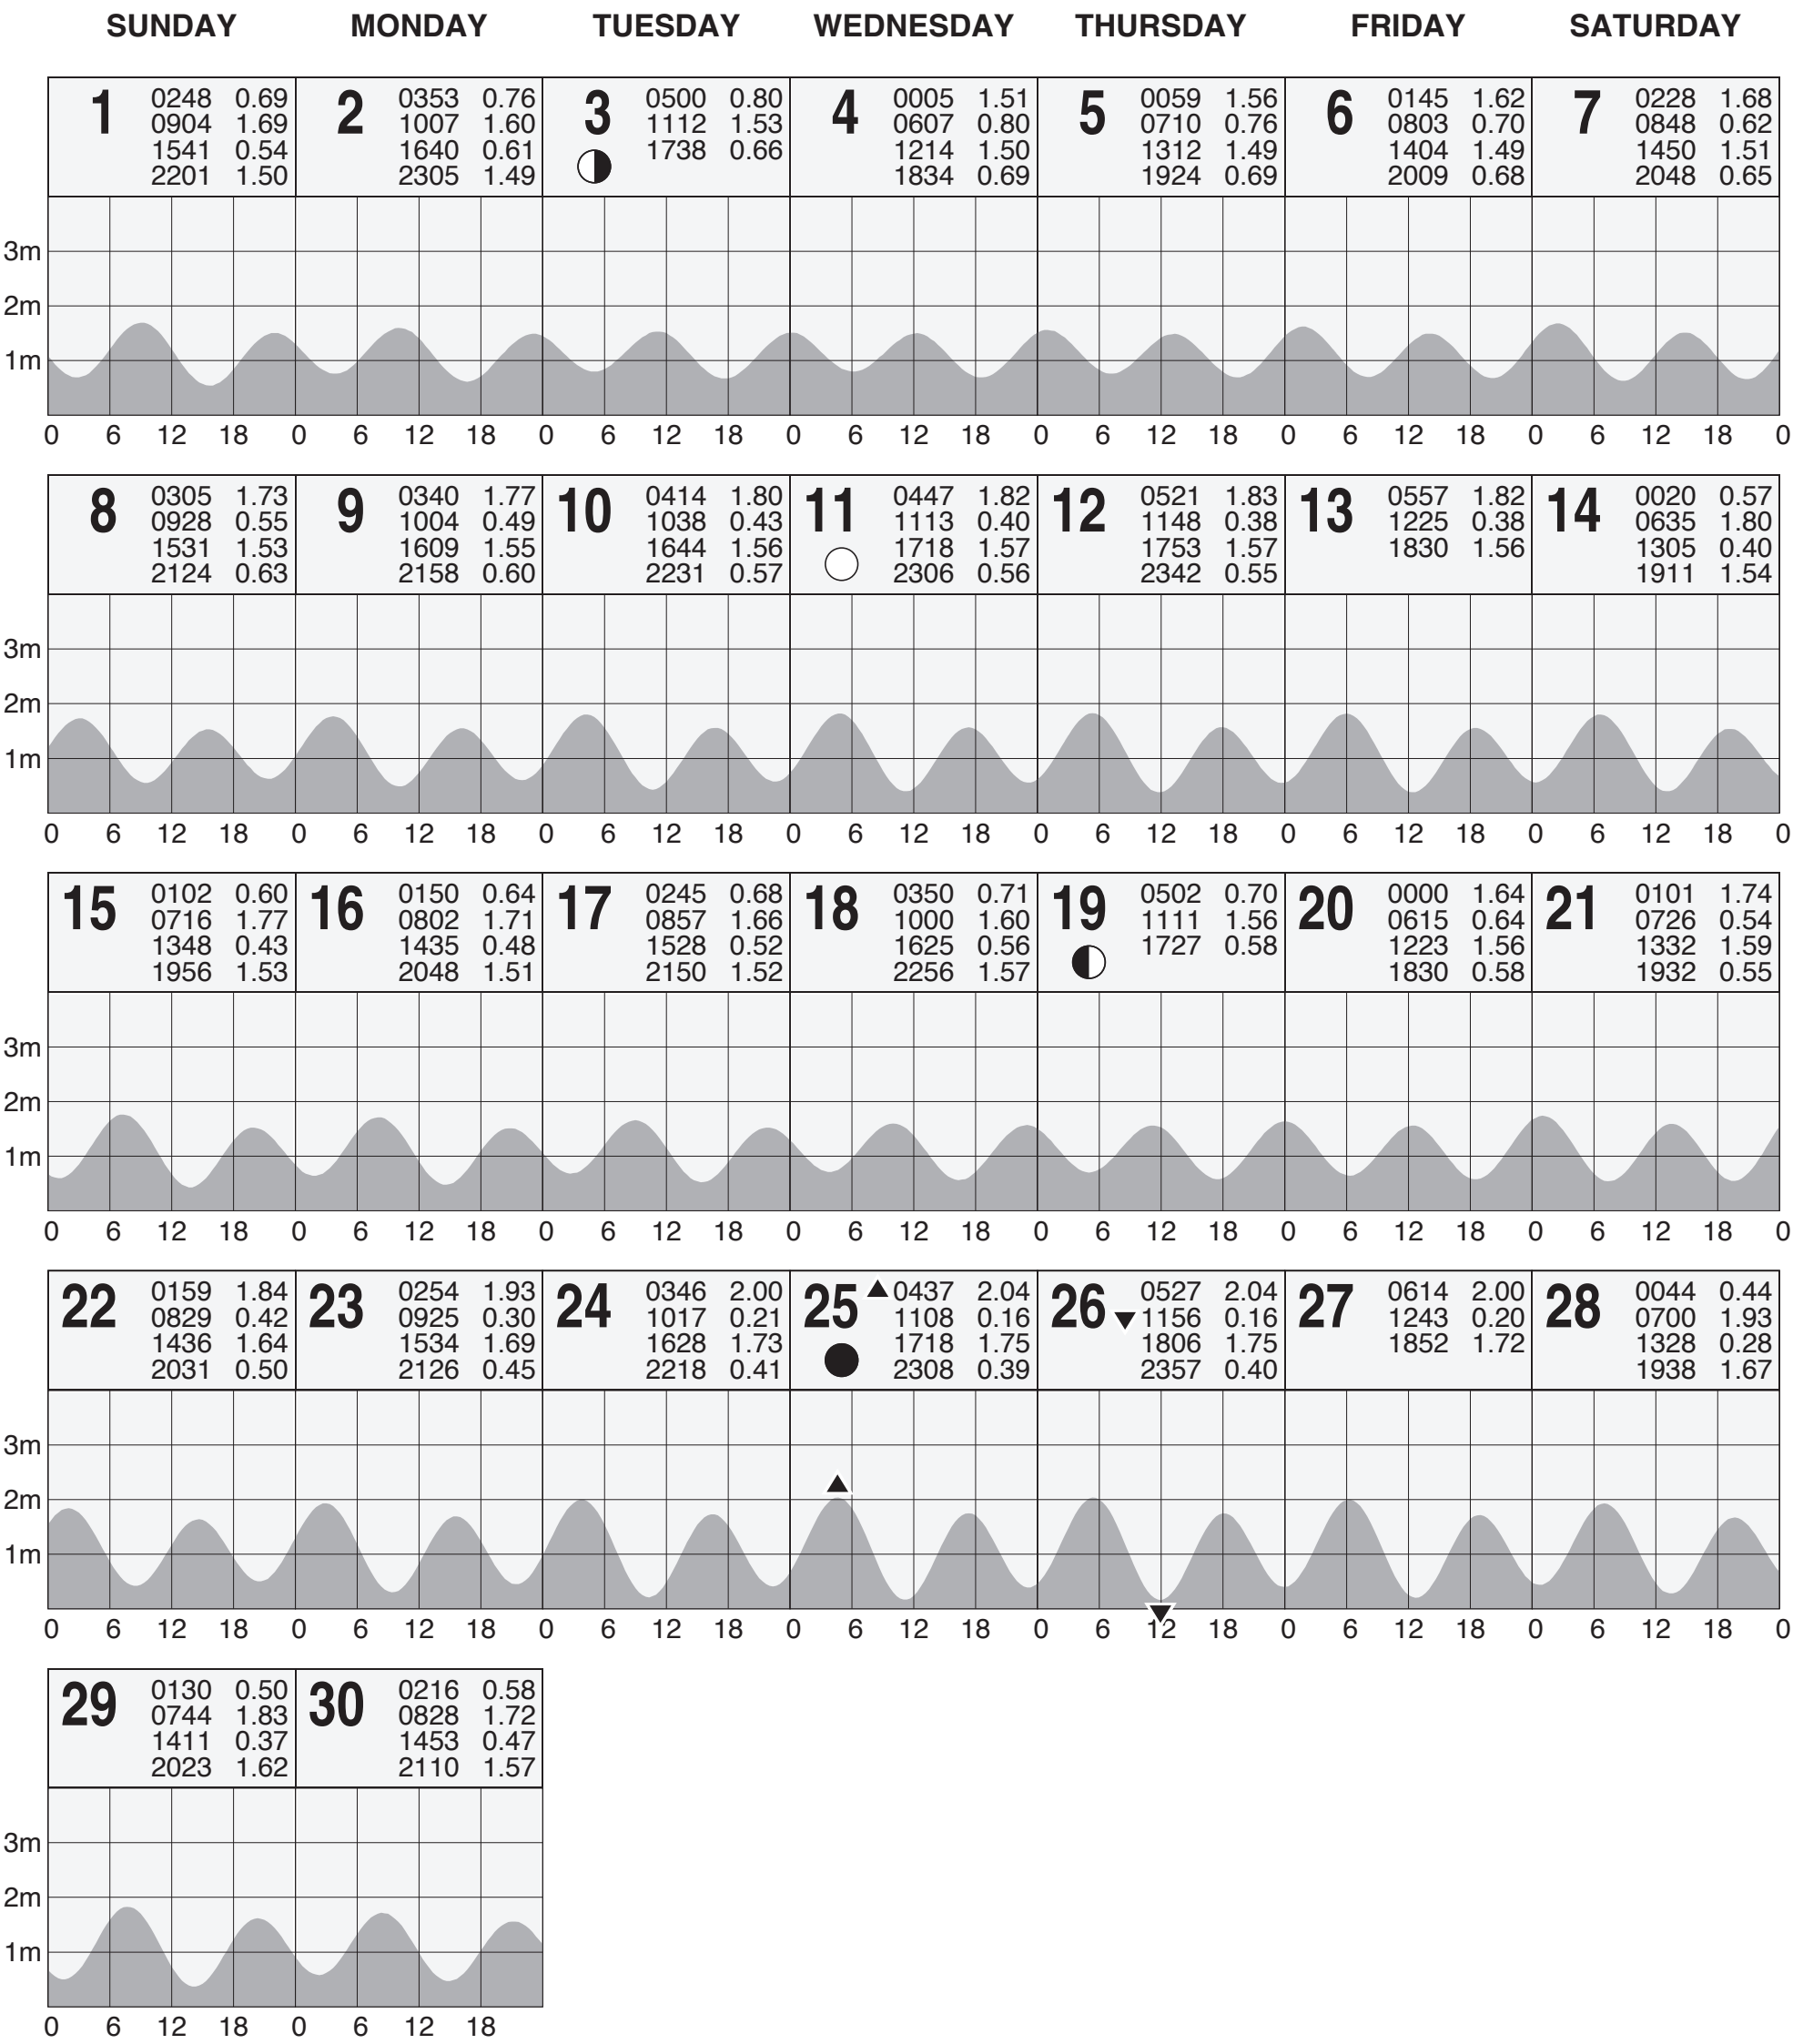 SUNDAY MONDAY TUESDAY WEDNESDAY THURSDAY FRIDAY SATURDAY
1 0248 0.69
0904 1.69
1541 0.54
2201 1.50
2 0353 0.76
1007 1.60
1640 0.61
2305 1.49
3 0500 0.80
1112 1.53
1738 0.66
4 0005 1.51
0607 0.80
1214 1.50
1834 0.69
5 0059 1.56
0710 0.76
1312 1.49
1924 0.69
6 0145 1.62
0803 0.70
1404 1.49
2009 0.68
7 0228 1.68
0848 0.62
1450 1.51
2048 0.65
3m
2m
1m
0 6 12 18 0 6 12 18 0 6 12 18 0 6 12 18 0 6 12 18 0 6 12 18 0 6 12 18 0
8 0305 1.73
0928 0.55
1531 1.53
2124 0.63
9 0340 1.77
1004 0.49
1609 1.55
2158 0.60
10 0414 1.80
1038 0.43
1644 1.56
2231 0.57
11 0447 1.82
1113 0.40
1718 1.57
2306 0.56
12 0521 1.83
1148 0.38
1753 1.57
2342 0.55
13 0557 1.82
1225 0.38
1830 1.56
14 0020 0.57
0635 1.80
1305 0.40
1911 1.54
3m
2m
1m
0 6 12 18 0 6 12 18 0 6 12 18 0 6 12 18 0 6 12 18 0 6 12 18 0 6 12 18 0
15 0102 0.60
0716 1.77
1348 0.43
1956 1.53
16 0150 0.64
0802 1.71
1435 0.48
2048 1.51
17 0245 0.68
0857 1.66
1528 0.52
2150 1.52
18 0350 0.71
1000 1.60
1625 0.56
2256 1.57
19 0502 0.70
1111 1.56
1727 0.58
20 0000 1.64
0615 0.64
1223 1.56
1830 0.58
21 0101 1.74
0726 0.54
1332 1.59
1932 0.55
3m
2m
1m
0 6 12 18 0 6 12 18 0 6 12 18 0 6 12 18 0 6 12 18 0 6 12 18 0 6 12 18 0
22 0159 1.84
0829 0.42
1436 1.64
2031 0.50
23 0254 1.93
0925 0.30
1534 1.69
2126 0.45
24 0346 2.00
1017 0.21
1628 1.73
2218 0.41
25 0437 2.04
1108 0.16
1718 1.75
2308 0.39
26 0527 2.04
1156 0.16
1806 1.75
2357 0.40
27 0614 2.00
1243 0.20
1852 1.72
28 0044 0.44
0700 1.93
1328 0.28
1938 1.67
3m
2m
1m
0 6 12 18 0 6 12 18 0 6 12 18 0 6 12 18 0 6 12 18 0 6 12 18 0 6 12 18 0
29 0130 0.50
0744 1.83
1411 0.37
2023 1.62
30 0216 0.58
0828 1.72
1453 0.47
2110 1.57
3m
2m
1m
0 6 12 18 0 6 12 18